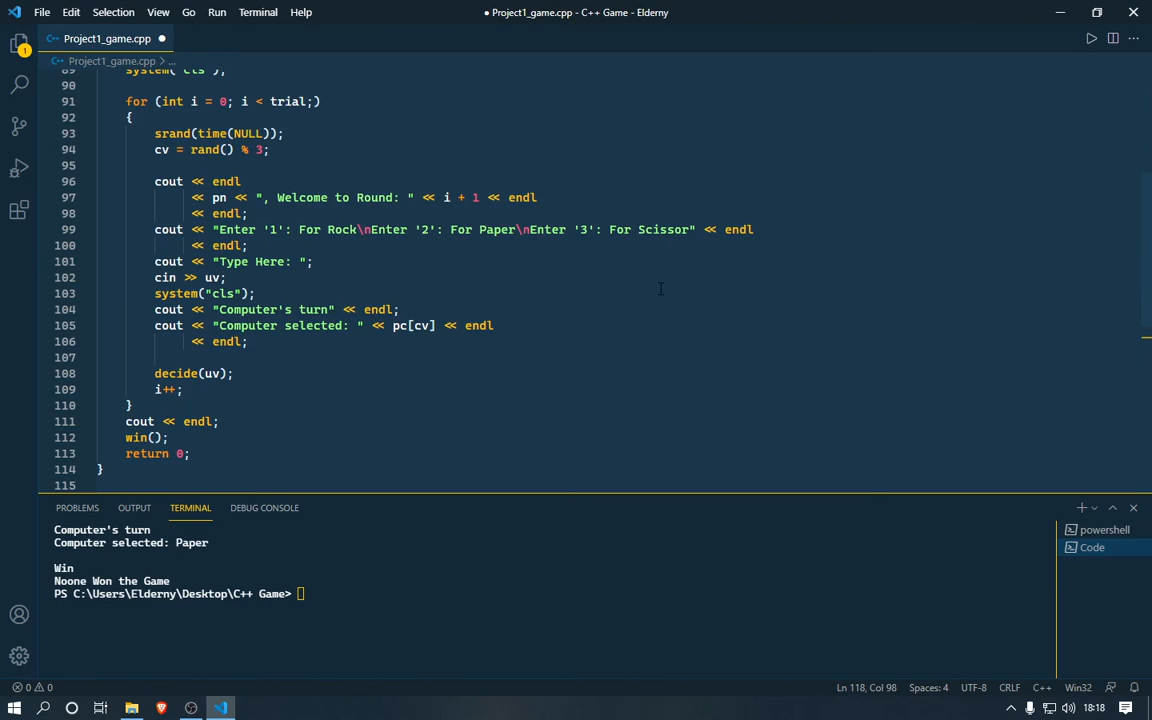 File Edit Selection View Go Run Terminal Help ● Project1_game.cpp - C++ Game - Elderny
Project1_game.cpp ●
Project1_game.cpp > ...
89 system("cls");
90
91 for (int i = 0; i < trial;)
92 {
93 srand(time(NULL));
94 cv = rand() % 3;
95
96 cout << endl
97 << pn << ", Welcome to Round: " << i + 1 << endl
98 << endl;
99 cout << "Enter '1': For Rock\nEnter '2': For Paper\nEnter '3': For Scissor" << endl
100 << endl;
101 cout << "Type Here: ";
102 cin >> uv;
103 system("cls");
104 cout << "Computer's turn" << endl;
105 cout << "Computer selected: " << pc[cv] << endl
106 << endl;
107
108 decide(uv);
109 i++;
110 }
111 cout << endl;
112 win();
113 return 0;
114 }
115
PROBLEMS OUTPUT TERMINAL DEBUG CONSOLE
Computer's turn
Computer selected: Paper
Win
Noone Won the Game
PS C:\Users\Elderny\Desktop\C++ Game>
powershell
Code
1
0 0 Ln 118, Col 98 Spaces: 4 UTF-8 CRLF C++ Win32
18:18